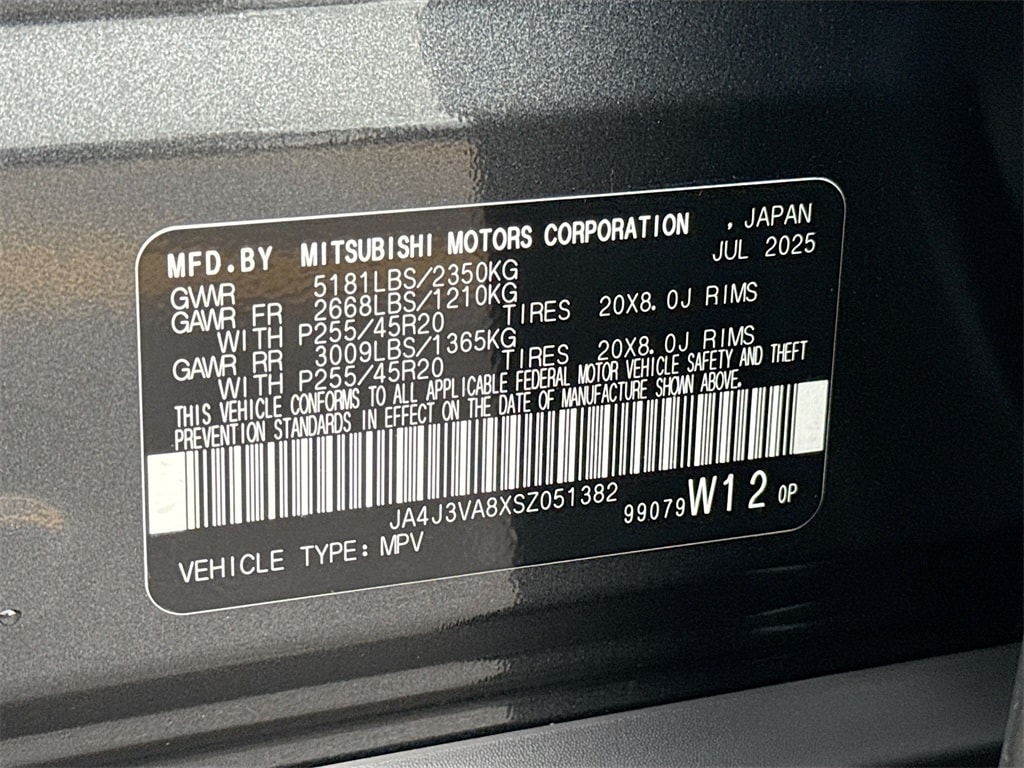 MFD.BY MITSUBISHI MOTORS CORPORATION , JAPAN
JUL 2025
GWVR 5181LBS/2350KG
GAWR FR 2668LBS/1210KG
WITH P255/45R20 TIRES 20X8.0J RIMS
GAWR RR 3009LBS/1365KG
WITH P255/45R20 TIRES 20X8.0J RIMS
THIS VEHICLE CONFORMS TO ALL APPLICABLE FEDERAL MOTOR VEHICLE SAFETY AND THEFT
PREVENTION STANDARDS IN EFFECT ON THE DATE OF MANUFACTURE SHOWN ABOVE.
JA4J3VA8XSZ051382
99079 W12 OP
VEHICLE TYPE: MPV